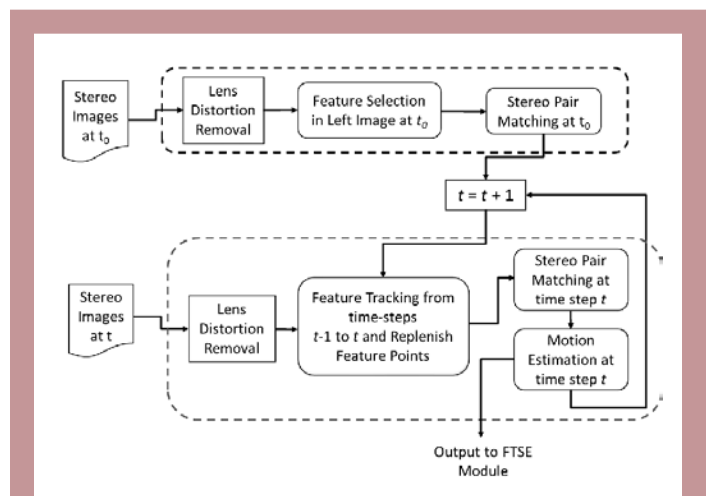 Stereo
Images
at t0
Lens
Distortion
Removal
Feature Selection
in Left Image at t0
Stereo Pair
Matching at t0
t = t + 1
Stereo
Images
at t
Lens
Distortion
Removal
Feature Tracking from
time-steps
t-1 to t and Replenish
Feature Points
Stereo Pair
Matching at
time step t
Motion
Estimation at
time step t
Output to FTSE
Module